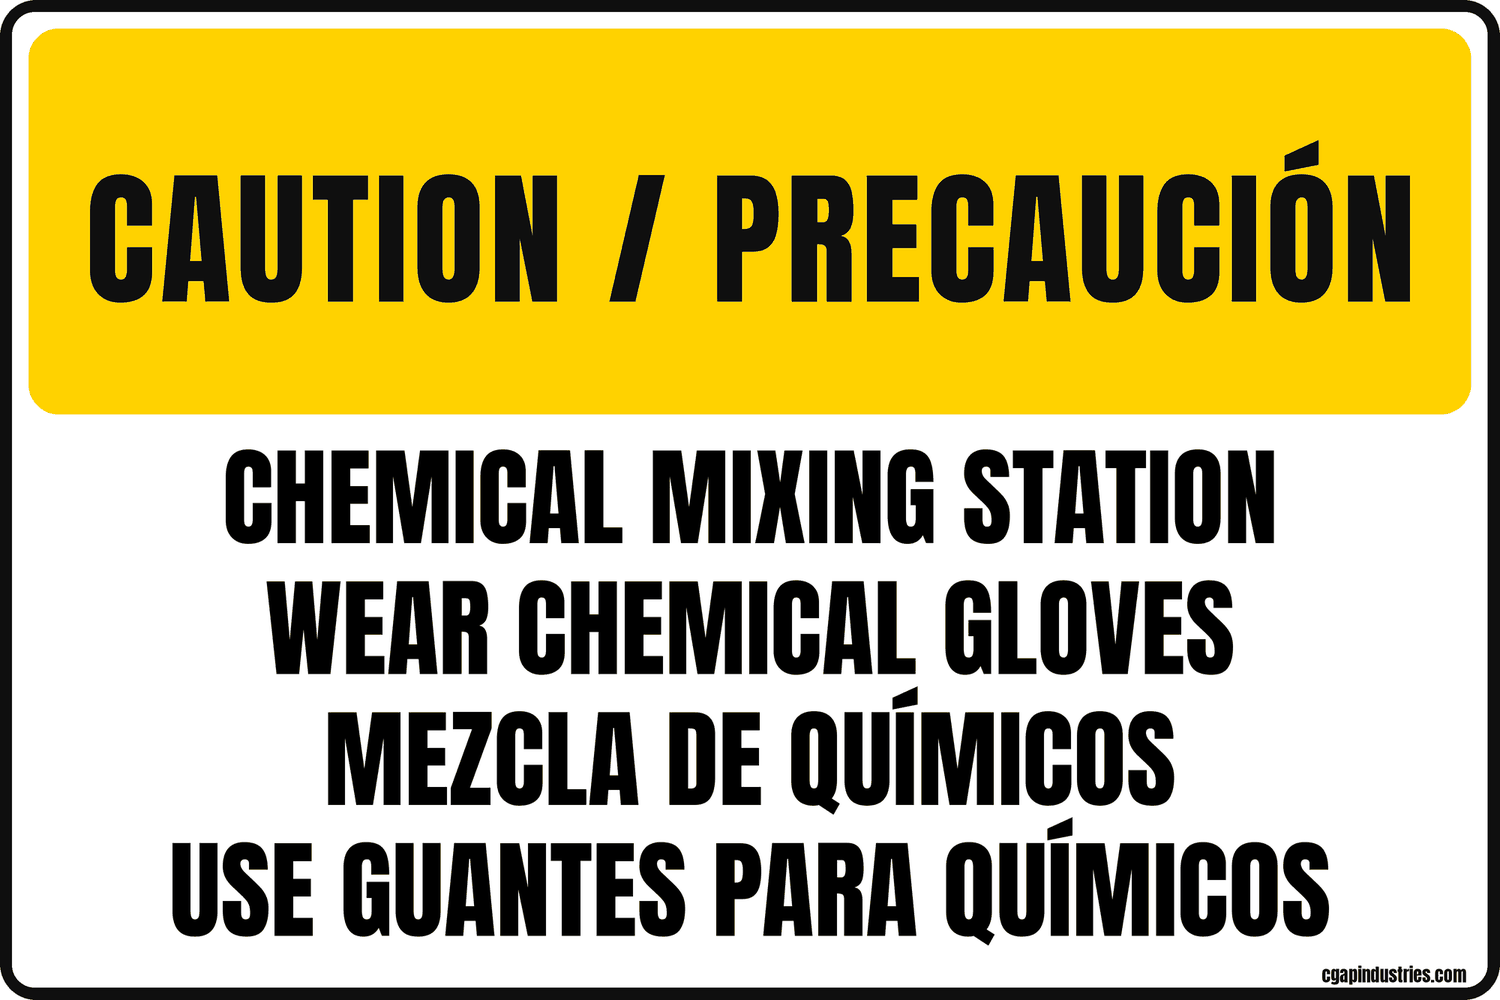 CAUTION / PRECAUCIÓN
CHEMICAL MIXING STATION
WEAR CHEMICAL GLOVES
MEZCLA DE QUÍMICOS
USE GUANTES PARA QUÍMICOS
cgapindustries.com